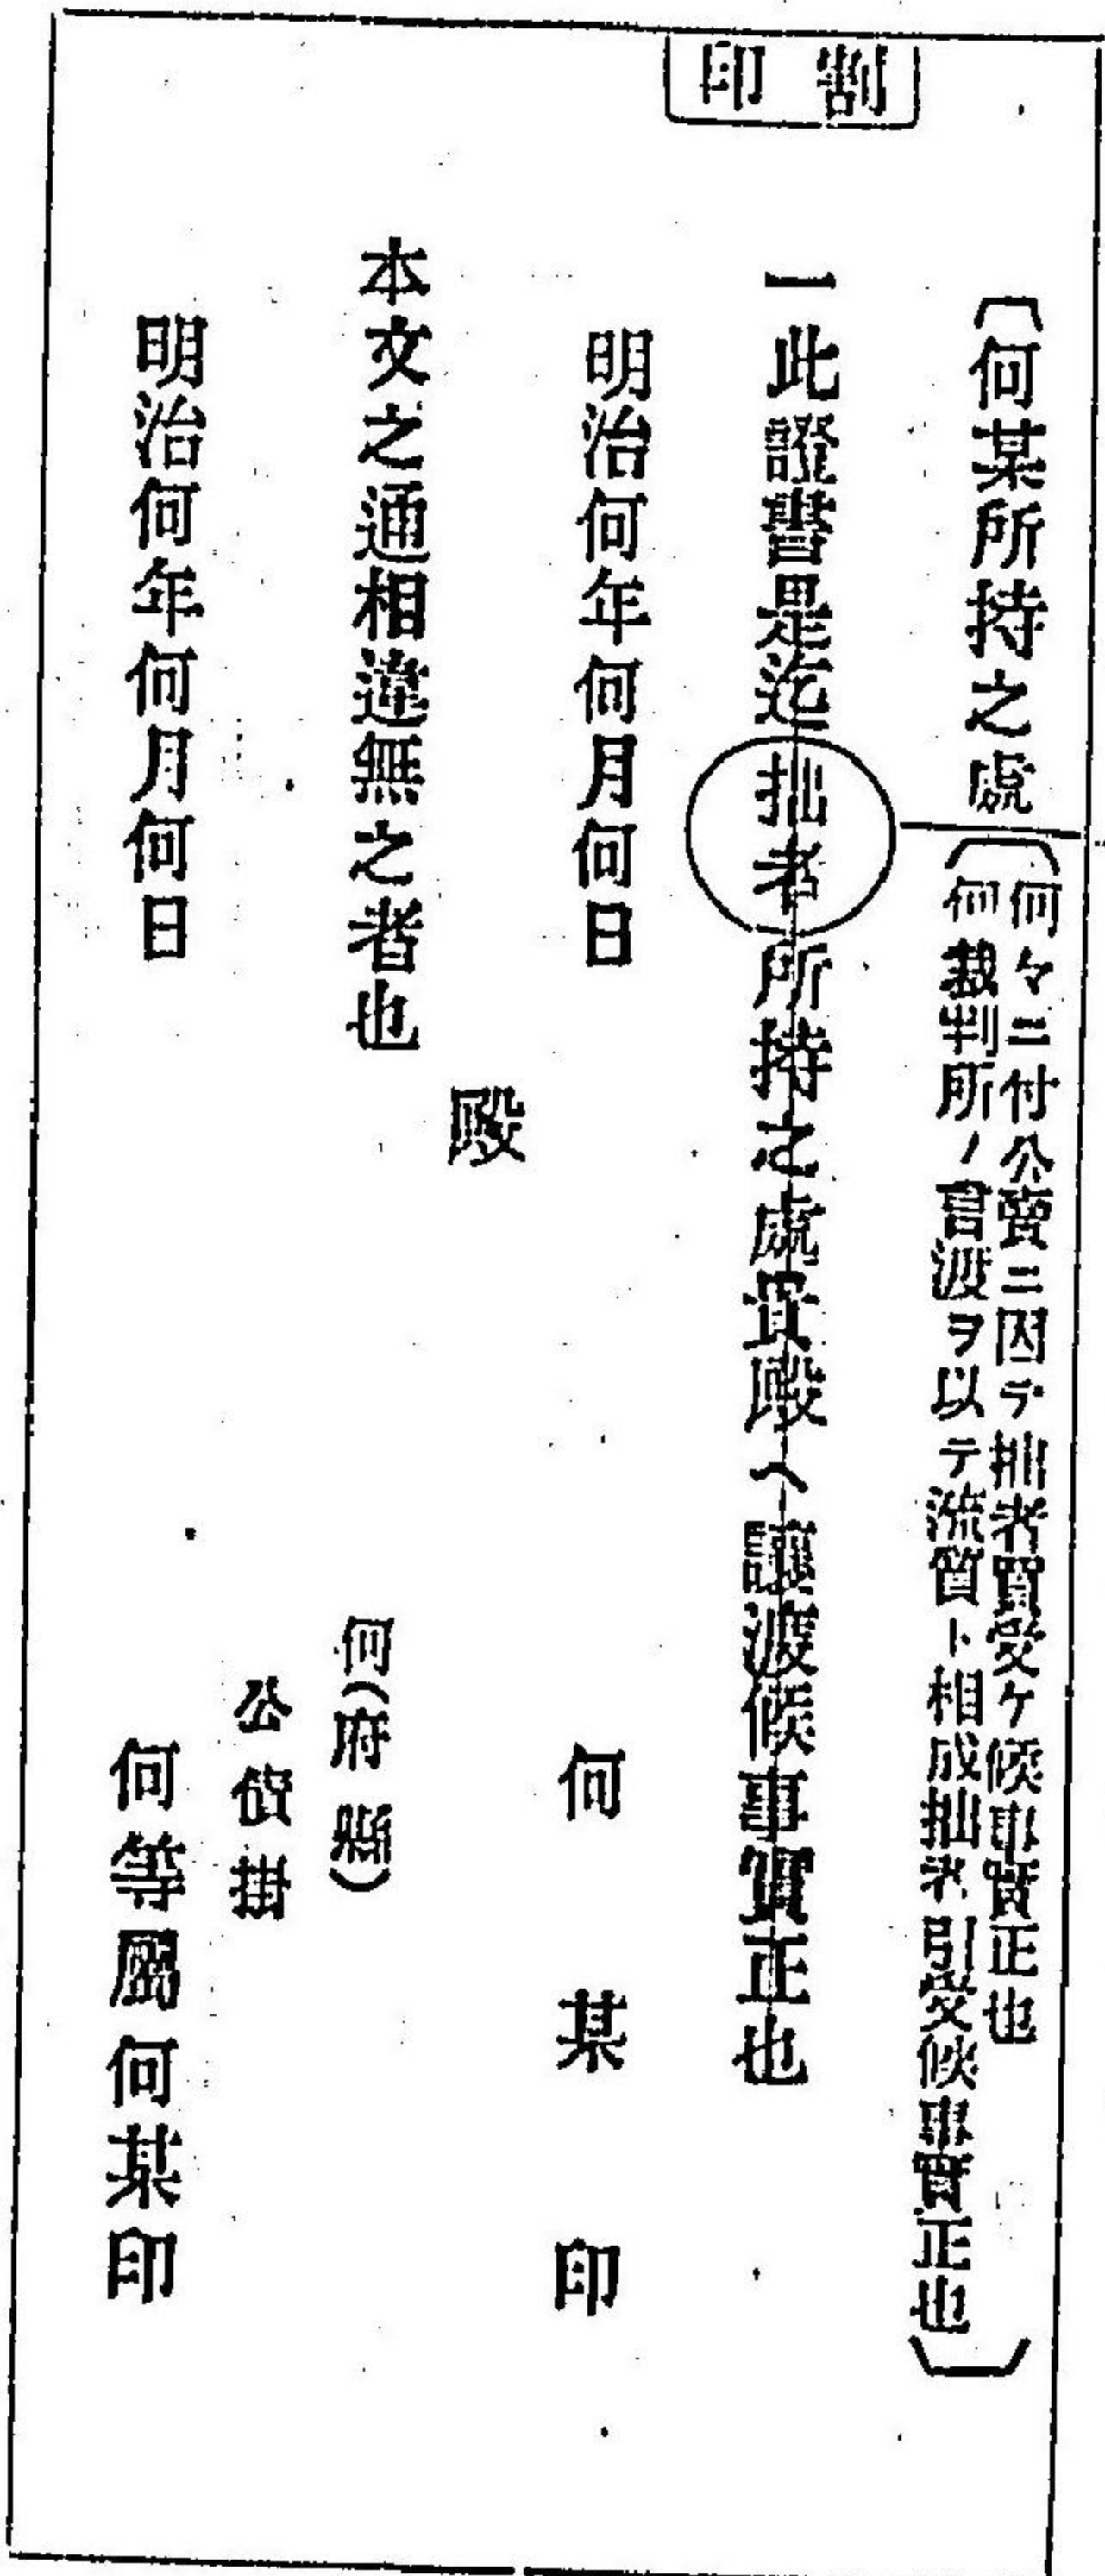 割印
〔何某所持之處
〔何々ニ付公賣ニ因テ拙者買受ケ候事實正也
何裁判所ノ言渡ヲ以テ流質ト相成拙者引受候事實正也〕
一此證書是迄拙者所持之處貴殿ヘ讓渡候事實正也
明治何年何月何日
何某印
殿
本文之通相違無之者也
何(府縣)
公債掛
明治何年何月何日
何等屬何某印